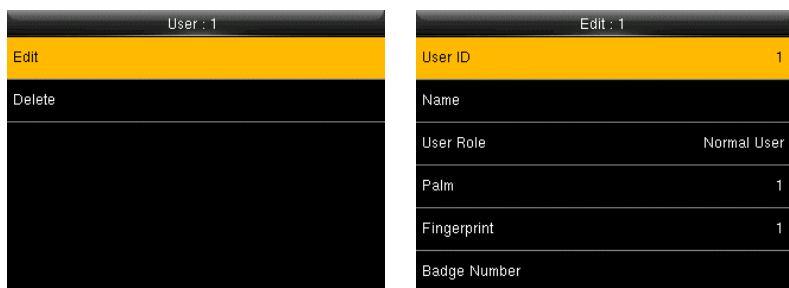 User : 1
Edit
Delete
Edit : 1
User ID 1
Name
User Role Normal User
Palm 1
Fingerprint 1
Badge Number